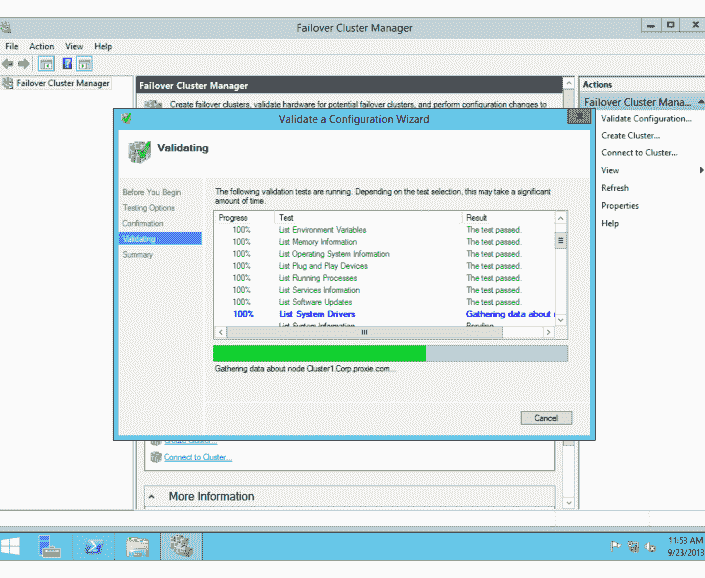 Failover Cluster Manager
File Action View Help
Failover Cluster Manager
Failover Cluster Manager
Create failover clusters, validate hardware for potential failover clusters, and perform configuration changes to
Actions
Failover Cluster Mana...
Validate Configuration...
Create Cluster...
Connect to Cluster...
View
Refresh
Properties
Help
Validate a Configuration Wizard
Validating
Before You Begin
Testing Options
Confirmation
Validating
Summary
The following validation tests are running. Depending on the test selection, this may take a significant
amount of time.
Progress Test Result
100% List Environment Variables The test passed.
100% List Memory Information The test passed.
100% List Operating System Information The test passed.
100% List Plug and Play Devices The test passed.
100% List Running Processes The test passed.
100% List Services Information The test passed.
100% List Software Updates The test passed.
100% List System Drivers Gathering data about
List System Information Pending
Gathering data about node Cluster1.Corp.proxie.com...
Cancel
Create Cluster...
Connect to Cluster...
More Information
11:53 AM
9/23/2013